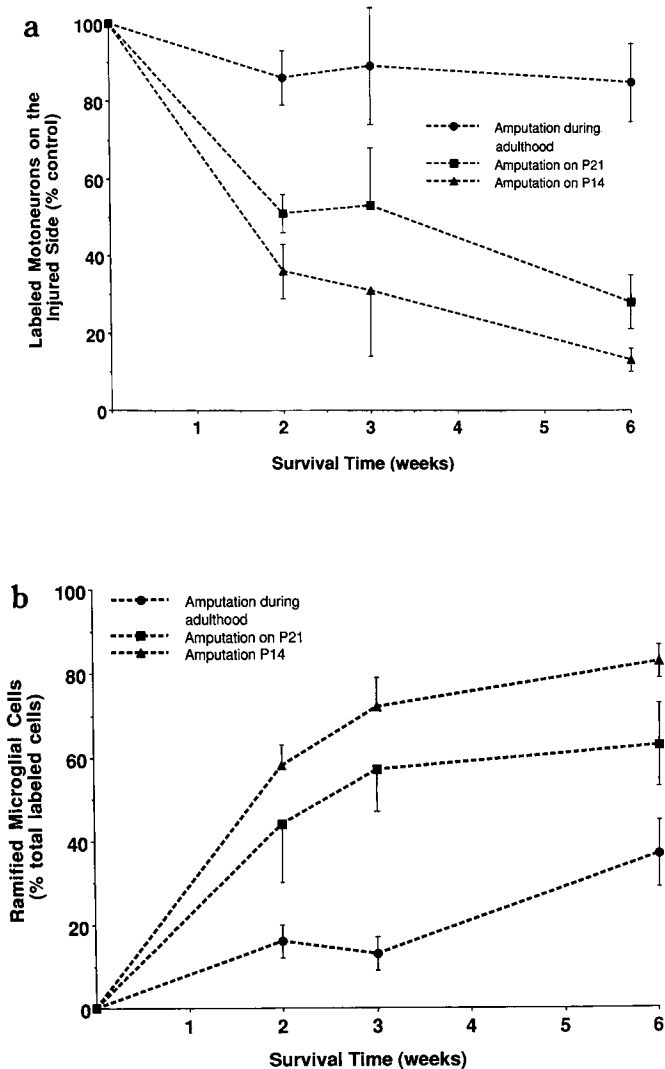 a
Labeled Motoneurons on the
Injured Side (% control)
100
80
60
40
20
0
1
2
3
4
5
6
Survival Time (weeks)
Amputation during
adulthood
Amputation on P21
Amputation on P14
b
Ramified Microglial Cells
(% total labeled cells)
100
80
60
40
20
0
1
2
3
4
5
6
Survival Time (weeks)
Amputation during
adulthood
Amputation on P21
Amputation P14